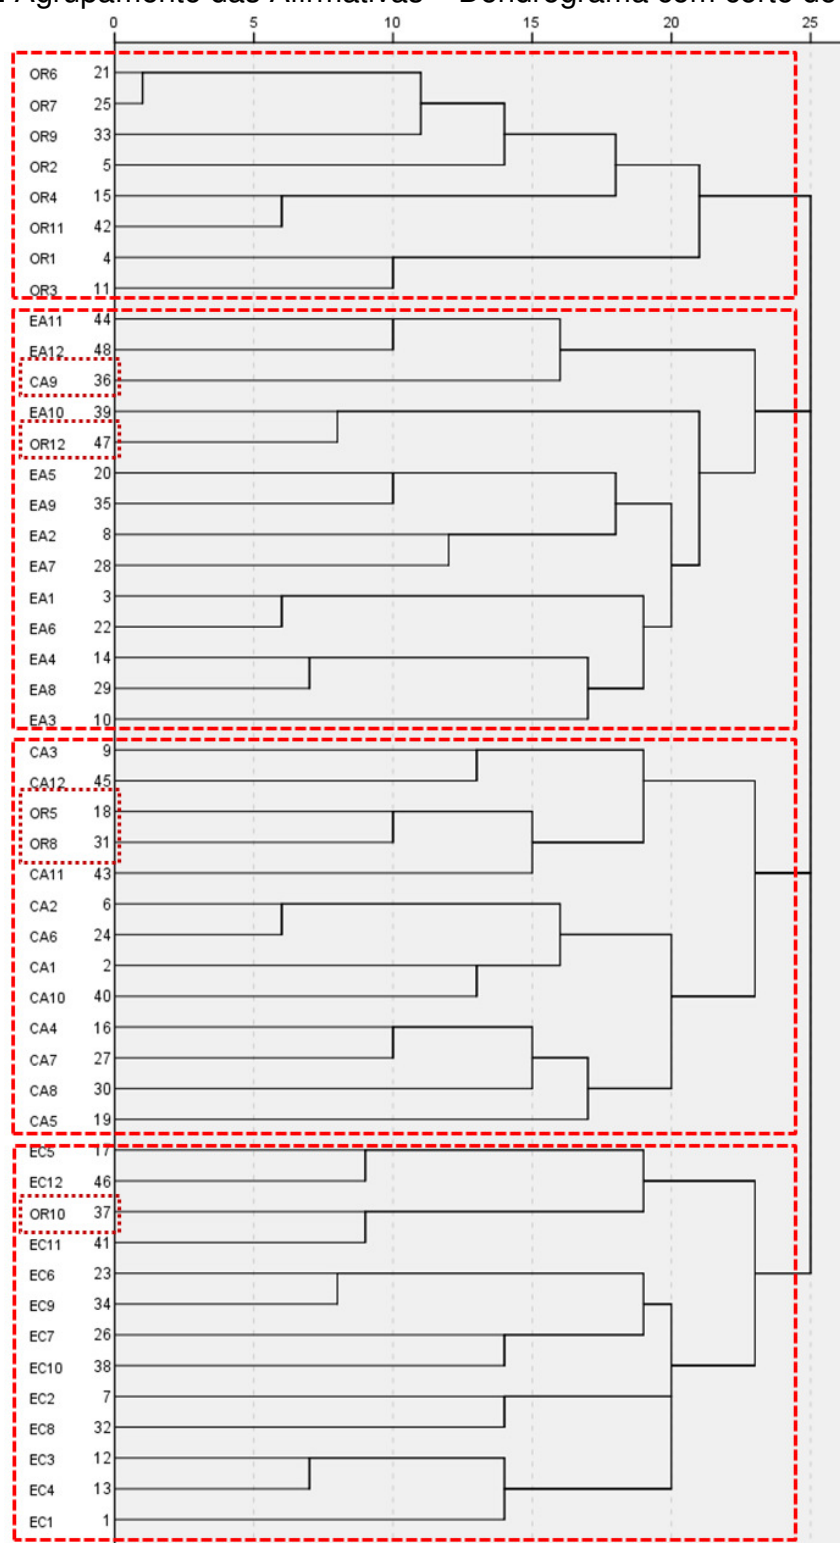 Agrupamento das Afirmativas – Dendrograma com corte de
0 5 10 15 20 25
OR6 21
OR7 25
OR9 33
OR2 5
OR4 15
OR11 42
OR1 4
OR3 11
EA11 44
EA12 48
CA9 36
EA10 39
OR12 47
EA5 20
EA9 35
EA2 8
EA7 28
EA1 3
EA6 22
EA4 14
EA8 29
EA3 10
CA3 9
CA12 45
OR5 18
OR8 31
CA11 43
CA2 6
CA6 24
CA1 2
CA10 40
CA4 16
CA7 27
CA8 30
CA5 19
EC5 17
EC12 46
OR10 37
EC11 41
EC6 23
EC9 34
EC7 26
EC10 38
EC2 7
EC8 32
EC3 12
EC4 13
EC1 1